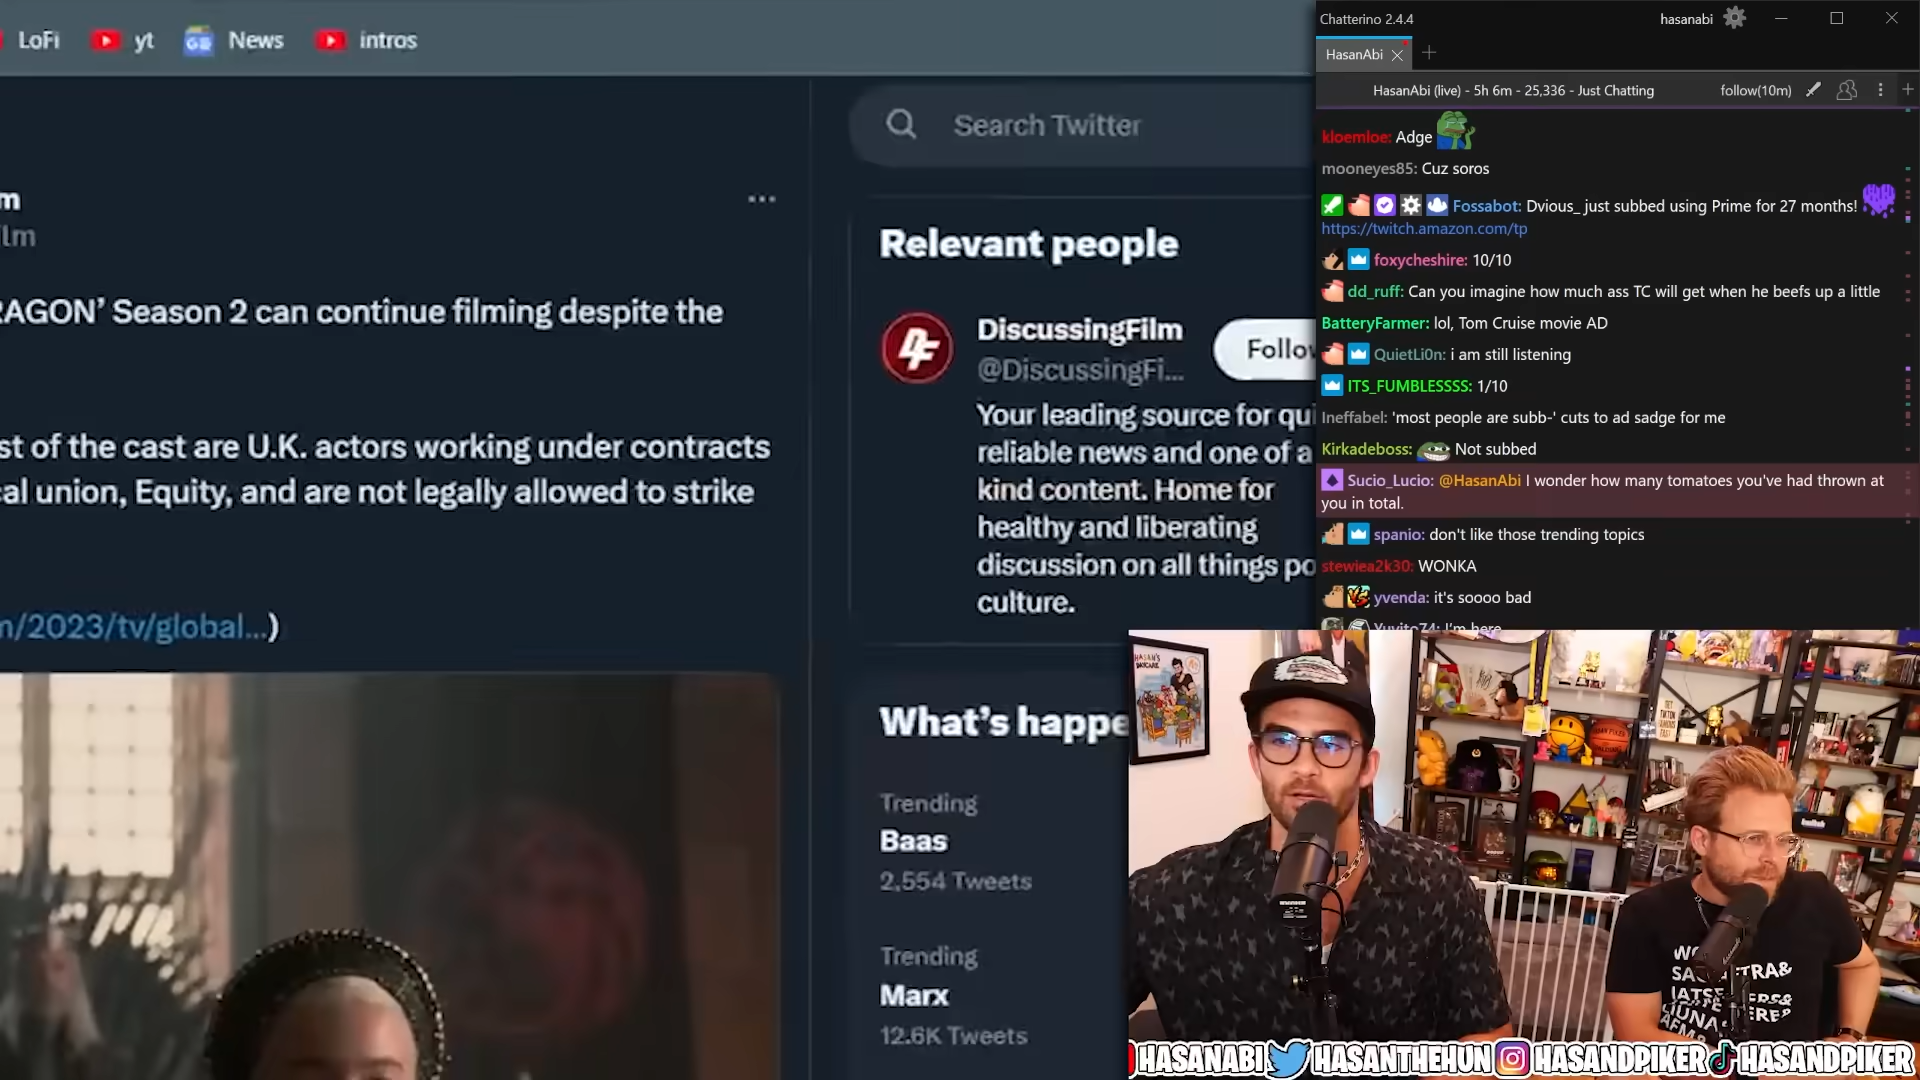 LoFi
yt
News
intros
Search Twitter
m
lm
RAGON’ Season 2 can continue filming despite the
st of the cast are U.K. actors working under contracts
cal union, Equity, and are not legally allowed to strike
m/2023/tv/global...)
Relevant people
DiscussingFilm
@DiscussingFi...
Follow
Your leading source for qui
reliable news and one of a
kind content. Home for
healthy and liberating
discussion on all things po
culture.
What’s happe
Trending
Baas
2,554 Tweets
Trending
Marx
12.6K Tweets
Chatterino 2.4.4
hasanabi
HasanAbi
HasanAbi (live) - 5h 6m - 25,336 - Just Chatting
follow(10m)
kloemloe: Adge
mooneyes85: Cuz soros
Fossabot: Dvious_ just subbed using Prime for 27 months!
https://twitch.amazon.com/tp
foxycheshire: 10/10
dd_ruff: Can you imagine how much ass TC will get when he beefs up a little
BatteryFarmer: lol, Tom Cruise movie AD
QuietLi0n: i am still listening
ITS_FUMBLESSSS: 1/10
Ineffabel: 'most people are subb-' cuts to ad sadge for me
Kirkadeboss: Not subbed
Sucio_Lucio: @HasanAbi I wonder how many tomatoes you've had thrown at
you in total.
spanio: don't like those trending topics
stewiea2k30: WONKA
yvenda: it's soooo bad
Yuyito74: I'm here
HASANABI
HASANTHEHUN
HASANDPIKER
HASANDPIKER